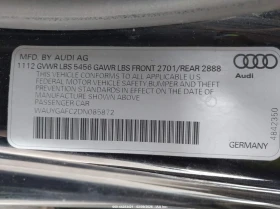 MFD BY AUDI AG
1112 GVWR LBS 5456 GAWR LBS FRONT 2701/REAR 2888
THIS VEHICLE CONFORMS TO ALL APPLICABLE FEDERAL
MOTOR VEHICLE SAFETY, BUMPER, AND THEFT
PREVENTION STANDARDS IN EFFECT
ON THE DATE OF MANUFACTURE SHOWN ABOVE.
PASSENGER CAR
WAUYGAFC2DN085872
Audi
GERMANY
4842350